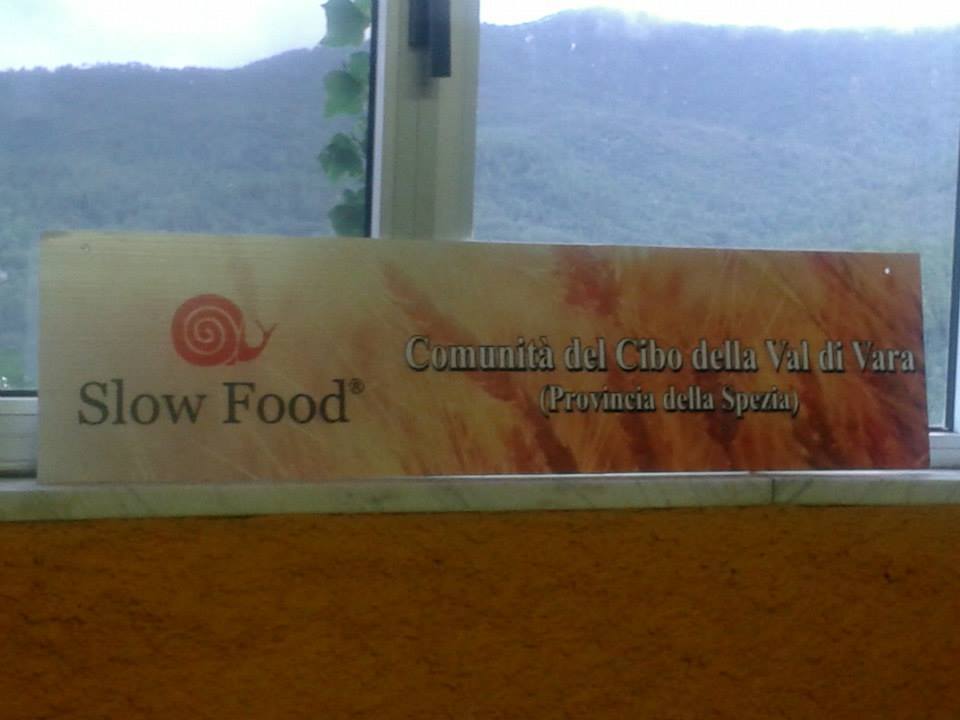 Slow Food®
Comunità del Cibo della Val di Vara
(Provincia della Spezia)